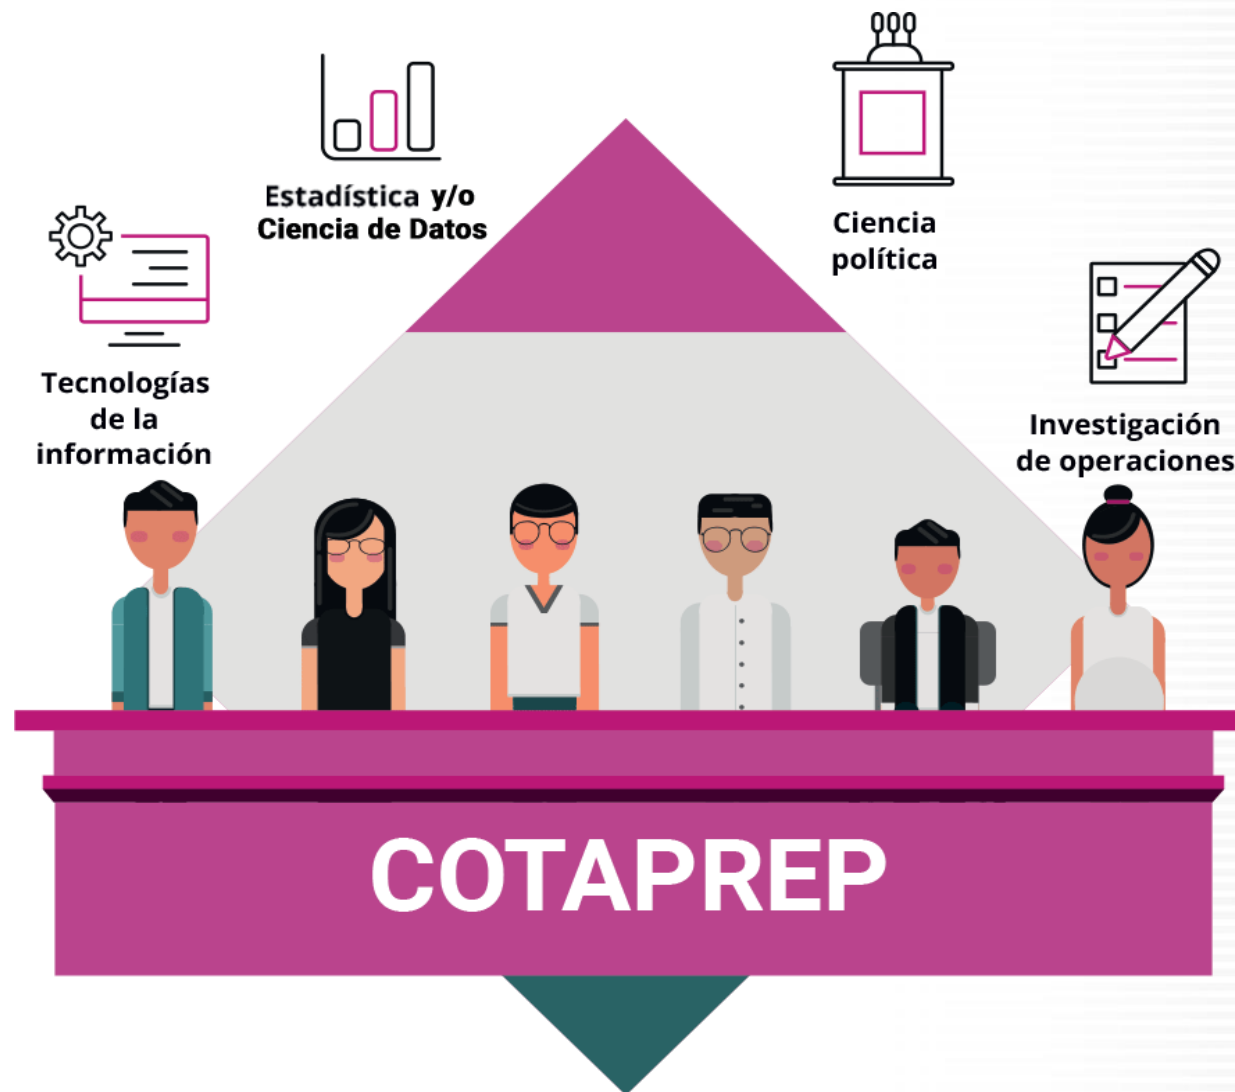 Estadística y/o
Ciencia de Datos
Ciencia
política
Tecnologías
de la
información
Investigación
de operaciones
COTAPREP